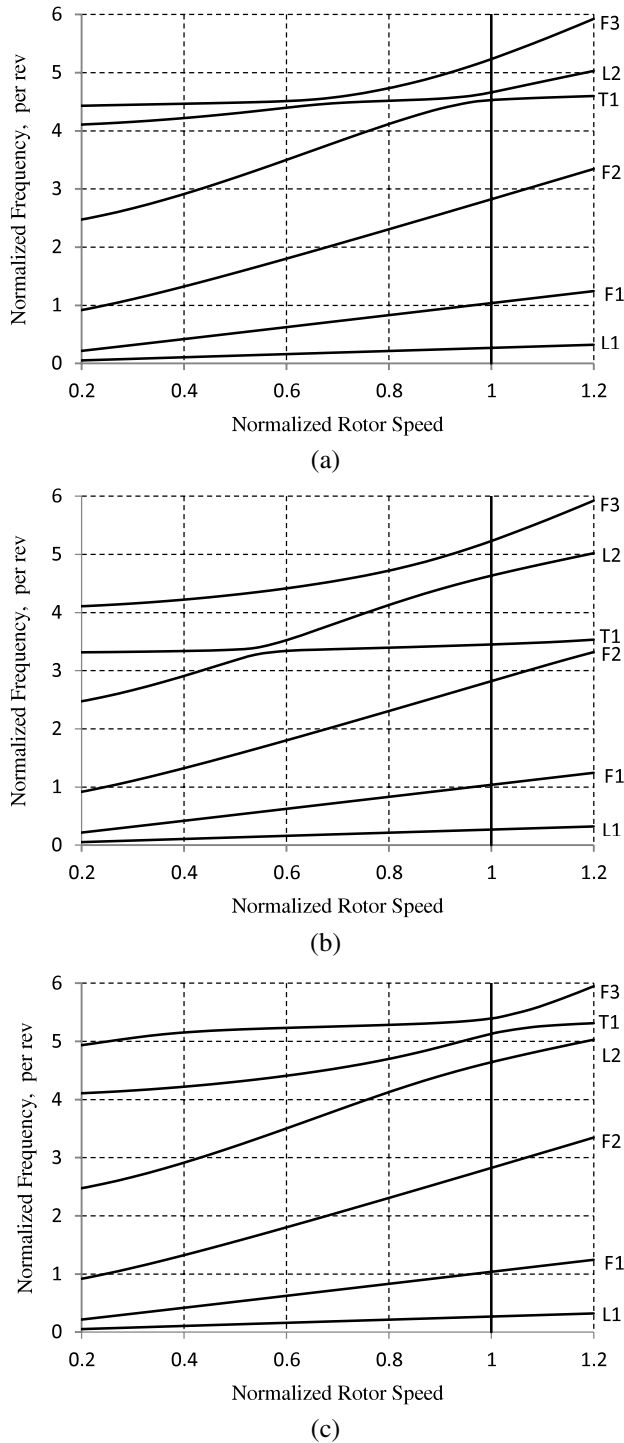 6
5
4
3
2
1
0
Normalized Frequency, per rev
F3
L2
T1
F2
F1
L1
0.2 0.4 0.6 0.8 1 1.2
Normalized Rotor Speed
(a)
6
5
4
3
2
1
0
Normalized Frequency, per rev
F3
L2
T1
F2
F1
L1
0.2 0.4 0.6 0.8 1 1.2
Normalized Rotor Speed
(b)
6
5
4
3
2
1
0
Normalized Frequency, per rev
F3
T1
L2
F2
F1
L1
0.2 0.4 0.6 0.8 1 1.2
Normalized Rotor Speed
(c)